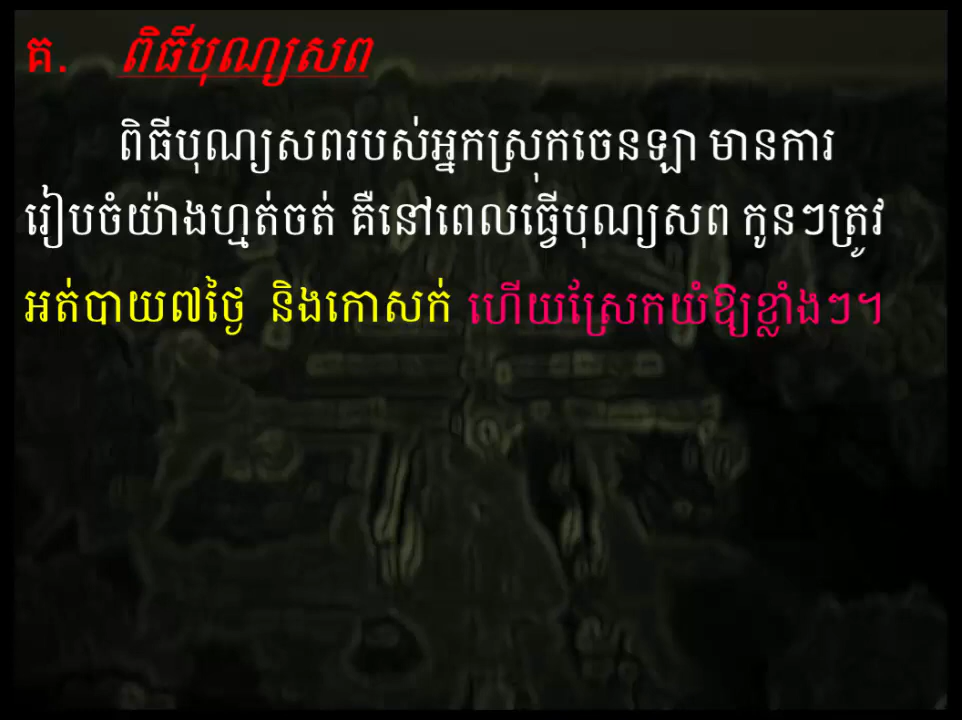 គ. ពិធីបុណ្យសព
ពិធីបុណ្យសពរបស់អ្នកស្រុកចេនឡា មានការ
រៀបចំយ៉ាងហ្មត់ចត់ គឺនៅពេលធ្វើបុណ្យសព កូនៗត្រូវ
អត់បាយ៧ថ្ងៃ និងកោសក់ ហើយស្រែកយំឱ្យខ្លាំងៗ។